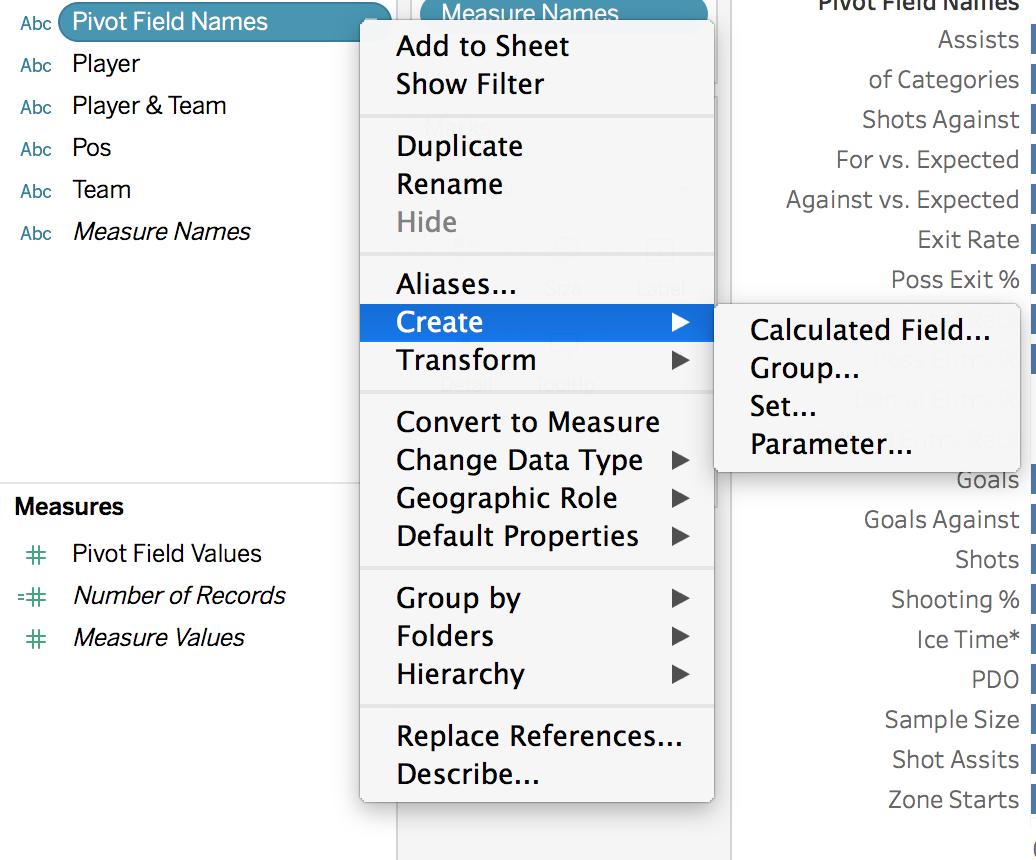 Abc Pivot Field Names
Abc Player
Abc Player & Team
Abc Pos
Abc Team
Abc Measure Names
Measures
# Pivot Field Values
=# Number of Records
# Measure Values
Measure Names
Add to Sheet
Show Filter
Duplicate
Rename
Hide
Aliases...
Create
Transform
Convert to Measure
Change Data Type
Geographic Role
Default Properties
Group by
Folders
Hierarchy
Replace References...
Describe...
Calculated Field...
Group...
Set...
Parameter...
Pivot Field Names
Assists
of Categories
Shots Against
For vs. Expected
Against vs. Expected
Exit Rate
Poss Exit %
Goals
Goals Against
Shots
Shooting %
Ice Time*
PDO
Sample Size
Shot Assits
Zone Starts